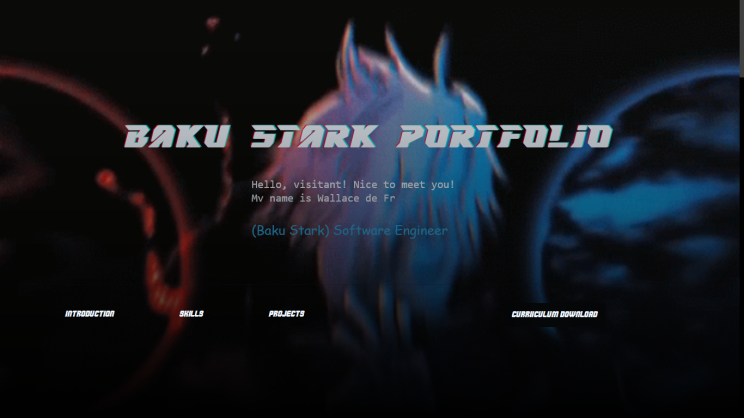 BAKU STARK PORTFOLIO
Hello, visitant! Nice to meet you!
My name is Wallace de Fr
(Baku Stark) Software Engineer
INTRODUCTION
SKILLS
PROJECTS
CURRICULUM DOWNLOAD